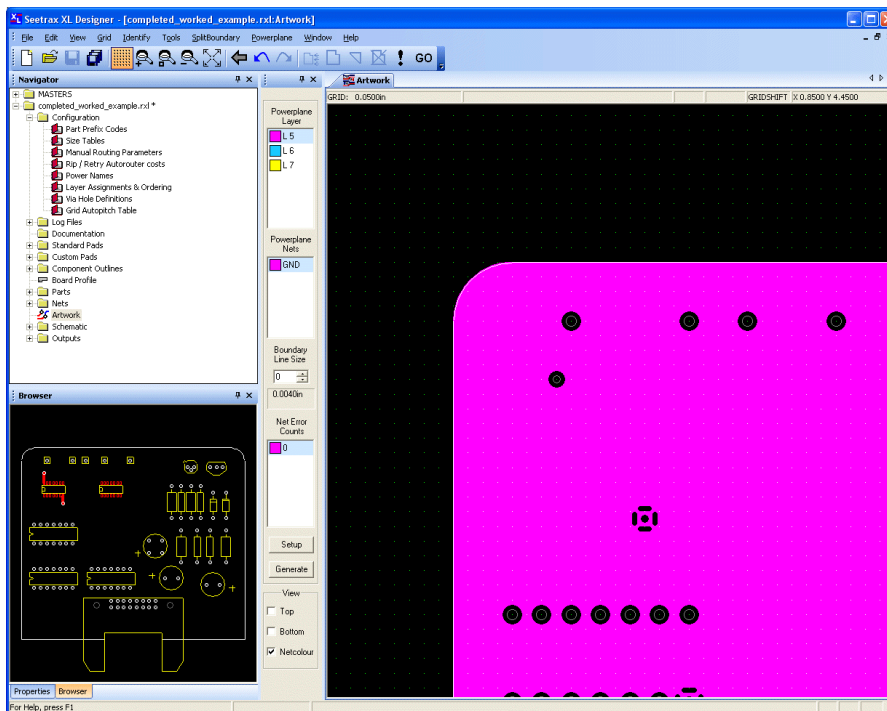 Seetrax XL Designer - [completed_worked_example.rxl:Artwork]
File Edit View Grid Identify Tools SplitBoundary Powerplane Window Help
GO
Navigator
MASTERS
completed_worked_example.rxl *
Configuration
Part Prefix Codes
Size Tables
Manual Routing Parameters
Rip / Retry Autorouter costs
Power Names
Layer Assignments & Ordering
Via Hole Definitions
Grid Autopitch Table
Log Files
Documentation
Standard Pads
Custom Pads
Component Outlines
Board Profile
Parts
Nets
Artwork
Schematic
Outputs
Browser
Properties Browser
Powerplane
Layer
L 5
L 6
L 7
Powerplane
Nets
GND
Boundary
Line Size
0
0.0040in
Net Error
Counts
0
Setup
Generate
View
Top
Bottom
Netcolour
Artwork
GRID: 0.0500in
GRIDSHIFT X 0.8500 Y 4.4500
For Help, press F1